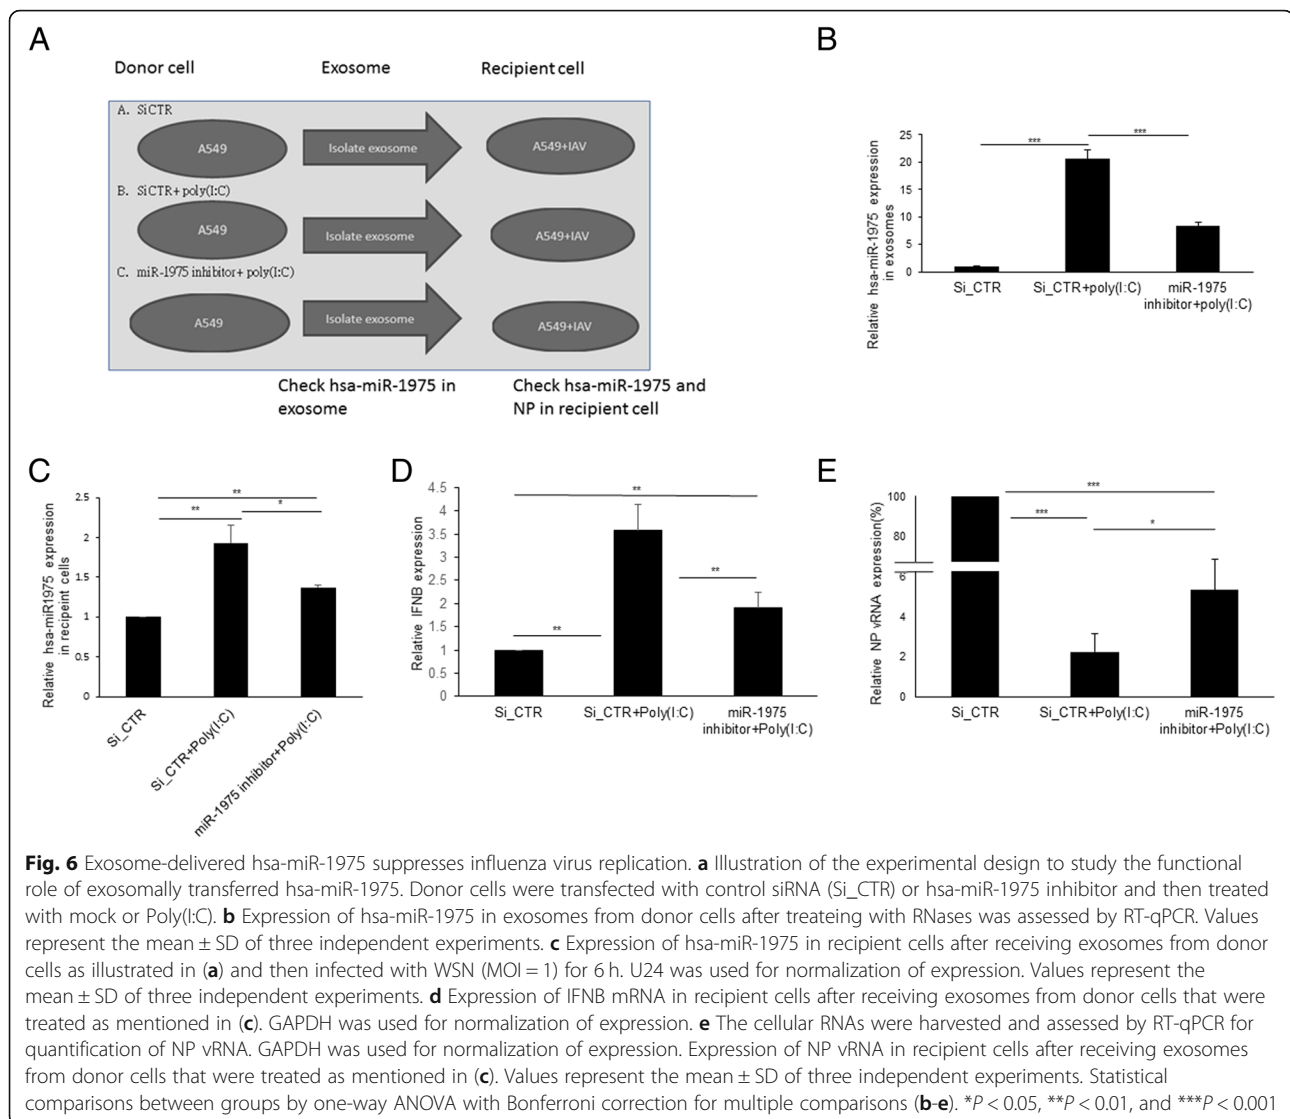 A
Donor cell Exosome Recipient cell
A. SiCTR
A549 Isolate exosome A549+IAV
B. SiCTR+ poly(I:C)
A549 Isolate exosome A549+IAV
C. miR-1975 inhibitor+ poly(I:C)
A549 Isolate exosome A549+IAV
Check hsa-miR-1975 in
exosome
Check hsa-miR-1975 and
NP in recipient cell
B
Relative hsa-miR-1975 expression
in exosomes
25
20
15
10
5
0
***
***
Si_CTR Si_CTR+poly(I:C) miR-1975
inhibitor+poly(I:C)
C
Relative hsa-miR1975 expression
in recipeint cells
2.5
2
1.5
1
0.5
0
**
**
*
Si_CTR
Si_CTR+Poly(I:C)
miR-1975 inhibitor+Poly(I:C)
D
Relative IFNB expression
4.5
4
3.5
3
2.5
2
1.5
1
0.5
0
**
**
**
Si_CTR Si_CTR+Poly(I:C) miR-1975
inhibitor+Poly(I:C)
E
Relative NP vRNA expression(%)
100
80
6
4
2
0
***
***
*
Si_CTR Si_CTR+Poly(I:C) miR-1975
inhibitor+Poly(I:C)
Fig. 6 Exosome-delivered hsa-miR-1975 suppresses influenza virus replication. a Illustration of the experimental design to study the functional
role of exosomally transferred hsa-miR-1975. Donor cells were transfected with control siRNA (Si_CTR) or hsa-miR-1975 inhibitor and then treated
with mock or Poly(I:C). b Expression of hsa-miR-1975 in exosomes from donor cells after treateing with RNases was assessed by RT-qPCR. Values
represent the mean ± SD of three independent experiments. c Expression of hsa-miR-1975 in recipient cells after receiving exosomes from donor
cells as illustrated in (a) and then infected with WSN (MOI = 1) for 6 h. U24 was used for normalization of expression. Values represent the
mean ± SD of three independent experiments. d Expression of IFNB mRNA in recipient cells after receiving exosomes from donor cells that were
treated as mentioned in (c). GAPDH was used for normalization of expression. e The cellular RNAs were harvested and assessed by RT-qPCR for
quantification of NP vRNA. GAPDH was used for normalization of expression. Expression of NP vRNA in recipient cells after receiving exosomes
from donor cells that were treated as mentioned in (c). Values represent the mean ± SD of three independent experiments. Statistical
comparisons between groups by one-way ANOVA with Bonferroni correction for multiple comparisons (b-e). *P < 0.05, **P < 0.01, and ***P < 0.001